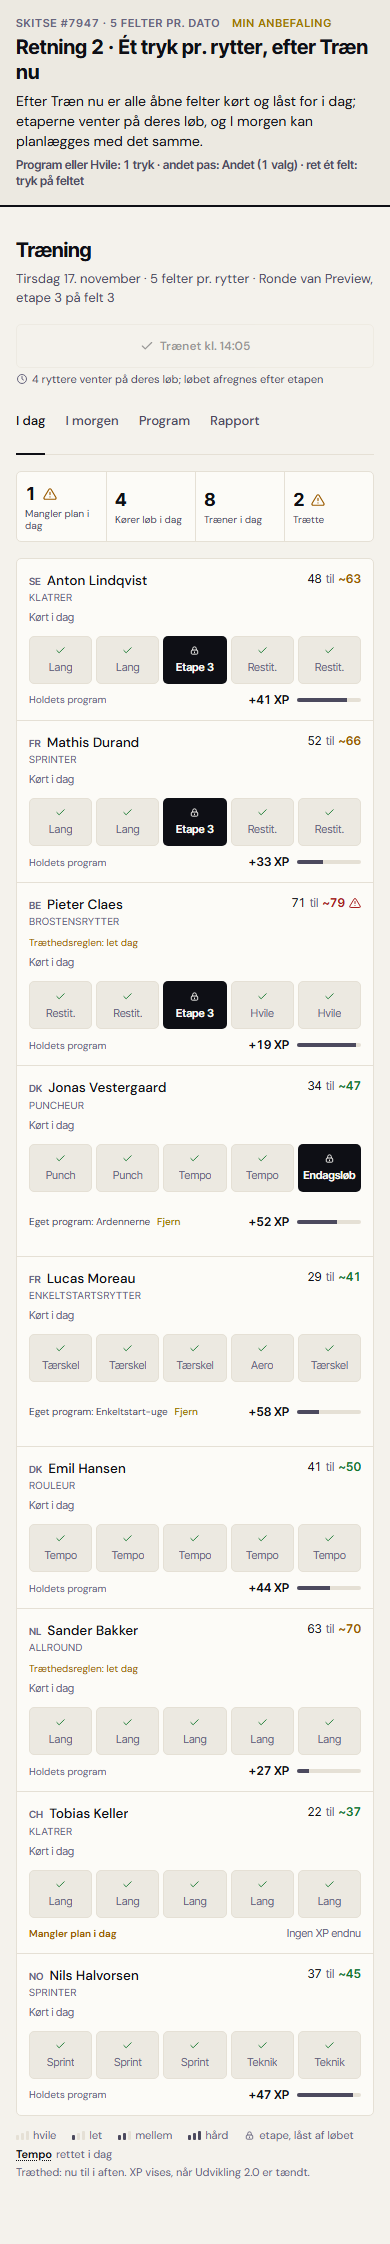 SKITSE #7947 · 5 FELTER PR. DATO MIN ANBEFALING
Retning 2 · Ét tryk pr. rytter, efter Træn
nu
Efter Træn nu er alle åbne felter kørt og låst for i dag;
etaperne venter på deres løb, og I morgen kan
planlægges med det samme.
Program eller Hvile: 1 tryk · andet pas: Andet (1 valg) · ret ét felt:
tryk på feltet
Træning
Tirsdag 17. november · 5 felter pr. rytter · Ronde van Preview,
etape 3 på felt 3
Trænet kl. 14:05
4 ryttere venter på deres løb; løbet afregnes efter etapen
I dag I morgen Program Rapport
1 4 8 2
Mangler plan i dag Kører løb i dag Træner i dag Trætte
SE Anton Lindqvist 48 til ~63
KLATRER
Kørt i dag
Lang Lang Etape 3 Restit. Restit.
Holdets program +41 XP
FR Mathis Durand 52 til ~66
SPRINTER
Kørt i dag
Lang Lang Etape 3 Restit. Restit.
Holdets program +33 XP
BE Pieter Claes 71 til ~79
BROSTENSRYTTER
Træthedsreglen: let dag
Kørt i dag
Restit. Restit. Etape 3 Hvile Hvile
Holdets program +19 XP
DK Jonas Vestergaard 34 til ~47
PUNCHEUR
Kørt i dag
Punch Punch Tempo Tempo Endagsløb
Eget program: Ardennerne Fjern +52 XP
FR Lucas Moreau 29 til ~41
ENKELTSTARTSRYTTER
Kørt i dag
Tærskel Tærskel Tærskel Aero Tærskel
Eget program: Enkeltstart-uge Fjern +58 XP
DK Emil Hansen 41 til ~50
ROULEUR
Kørt i dag
Tempo Tempo Tempo Tempo Tempo
Holdets program +44 XP
NL Sander Bakker 63 til ~70
ALLROUND
Træthedsreglen: let dag
Kørt i dag
Lang Lang Lang Lang Lang
Holdets program +27 XP
CH Tobias Keller 22 til ~37
KLATRER
Kørt i dag
Lang Lang Lang Lang Lang
Mangler plan i dag Ingen XP endnu
NO Nils Halvorsen 37 til ~45
SPRINTER
Kørt i dag
Sprint Sprint Sprint Teknik Teknik
Holdets program +47 XP
hvile let mellem hård etape, låst af løbet
Tempo rettet i dag
Træthed: nu til i aften. XP vises, når Udvikling 2.0 er tændt.